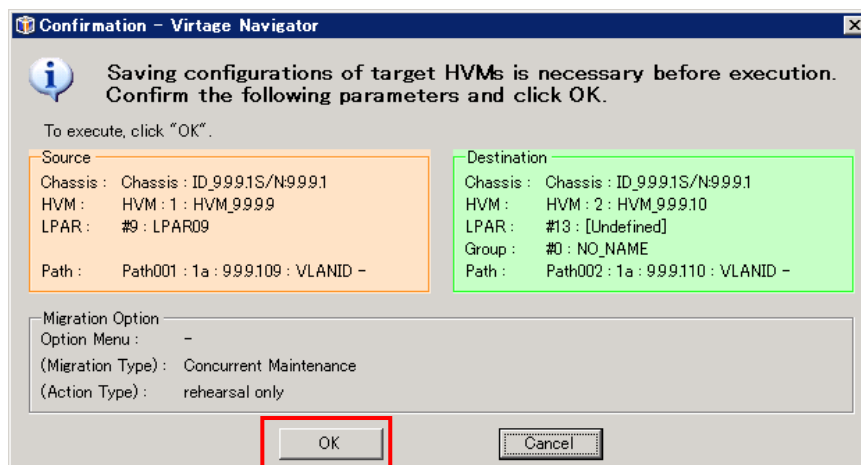 Confirmation - Virtage Navigator
Saving configurations of target HVMs is necessary before execution.
Confirm the following parameters and click OK.
To execute, click "OK".
Source
Chassis : Chassis : ID_9.9.9.1S/N:9.9.9.1
HVM : HVM : 1 : HVM_9.9.9.9
LPAR : #9 : LPAR09
Path : Path001 : 1a : 9.9.9.109 : VLANID -
Destination
Chassis : Chassis : ID_9.9.9.1S/N:9.9.9.1
HVM : HVM : 2 : HVM_9.9.9.10
LPAR : #13 : [Undefined]
Group : #0 : NO_NAME
Path : Path002 : 1a : 9.9.9.110 : VLANID -
Migration Option
Option Menu : -
(Migration Type) : Concurrent Maintenance
(Action Type) : rehearsal only
OK
Cancel